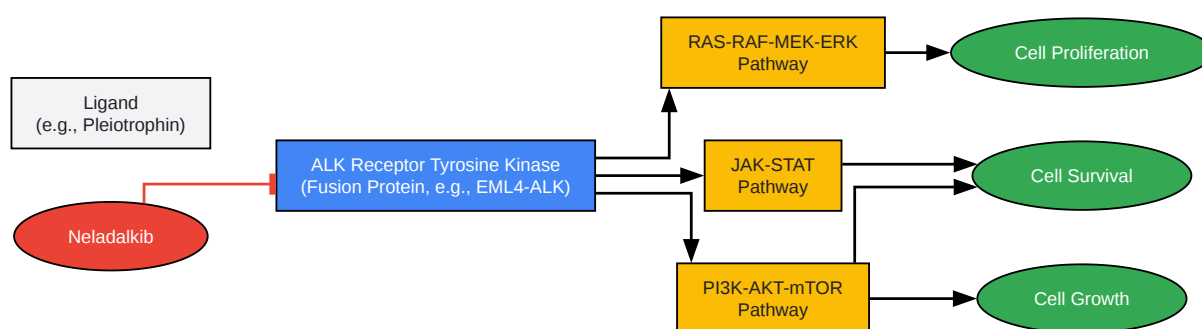 Ligand
(e.g., Pleiotrophin)
Neladalkib
ALK Receptor Tyrosine Kinase
(Fusion Protein, e.g., EML4-ALK)
RAS-RAF-MEK-ERK
Pathway
JAK-STAT
Pathway
PI3K-AKT-mTOR
Pathway
Cell Proliferation
Cell Survival
Cell Growth